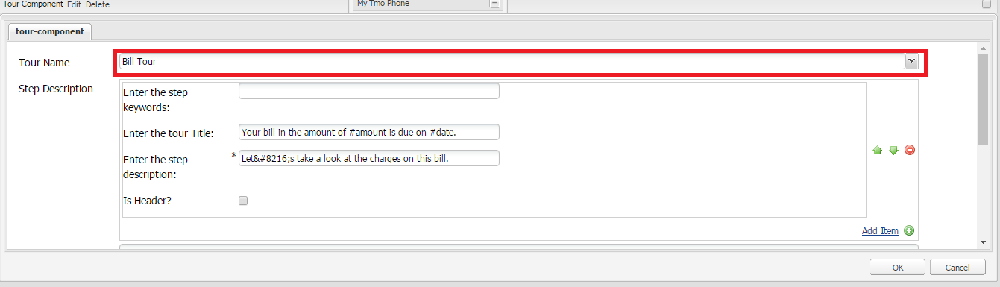 Tour Component Edit Delete
My Tmo Phone
tour-component
Tour Name
Bill Tour
Step Description
Enter the step
keywords:
Enter the tour Title:
Your bill in the amount of #amount is due on #date.
Enter the step
description:
*
Let&#8216;s take a look at the charges on this bill.
Is Header?
Add Item
OK
Cancel